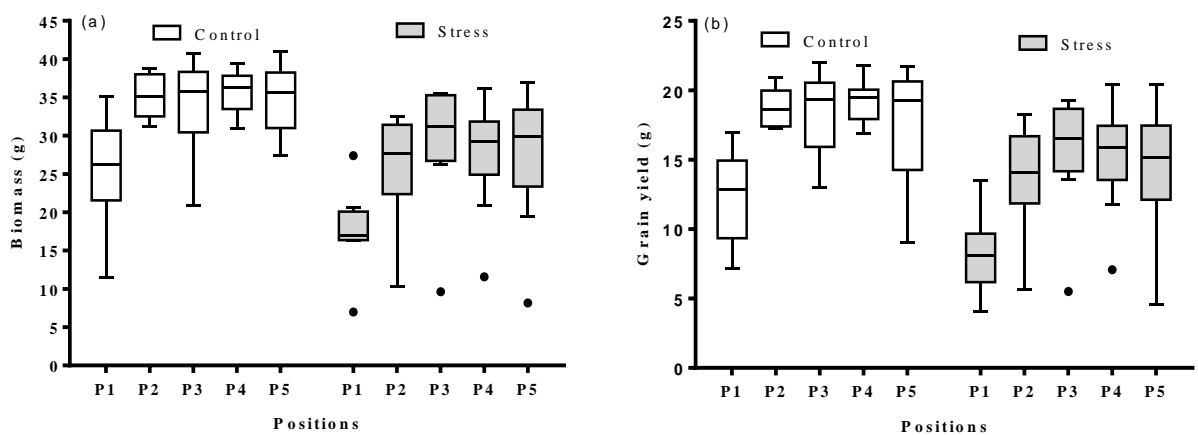 (a)
Control
Stress
Biomass (g)
45
40
35
30
25
20
15
10
5
0
P1 P2 P3 P4 P5 P1 P2 P3 P4 P5
Positions
(b)
Control
Stress
Grain yield (g)
25
20
15
10
5
0
P1 P2 P3 P4 P5 P1 P2 P3 P4 P5
Positions